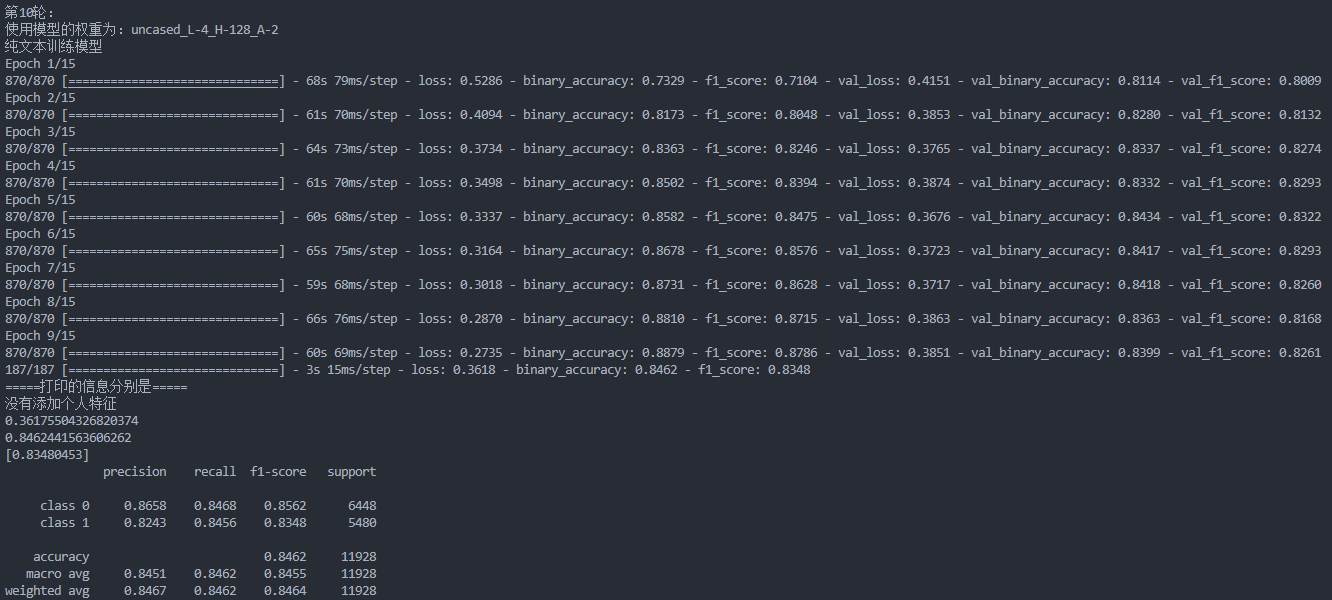 第10轮：
使用模型的权重为：uncased_L-4_H-128_A-2
纯文本训练模型
Epoch 1/15
870/870 [==============================] - 68s 79ms/step - loss: 0.5286 - binary_accuracy: 0.7329 - f1_score: 0.7104 - val_loss: 0.4151 - val_binary_accuracy: 0.8114 - val_f1_score: 0.8009
Epoch 2/15
870/870 [==============================] - 61s 70ms/step - loss: 0.4094 - binary_accuracy: 0.8173 - f1_score: 0.8048 - val_loss: 0.3853 - val_binary_accuracy: 0.8280 - val_f1_score: 0.8132
Epoch 3/15
870/870 [==============================] - 64s 73ms/step - loss: 0.3734 - binary_accuracy: 0.8363 - f1_score: 0.8246 - val_loss: 0.3765 - val_binary_accuracy: 0.8337 - val_f1_score: 0.8274
Epoch 4/15
870/870 [==============================] - 61s 70ms/step - loss: 0.3498 - binary_accuracy: 0.8502 - f1_score: 0.8394 - val_loss: 0.3874 - val_binary_accuracy: 0.8332 - val_f1_score: 0.8293
Epoch 5/15
870/870 [==============================] - 60s 68ms/step - loss: 0.3337 - binary_accuracy: 0.8582 - f1_score: 0.8475 - val_loss: 0.3676 - val_binary_accuracy: 0.8434 - val_f1_score: 0.8322
Epoch 6/15
870/870 [==============================] - 65s 75ms/step - loss: 0.3164 - binary_accuracy: 0.8678 - f1_score: 0.8576 - val_loss: 0.3723 - val_binary_accuracy: 0.8417 - val_f1_score: 0.8293
Epoch 7/15
870/870 [==============================] - 59s 68ms/step - loss: 0.3018 - binary_accuracy: 0.8731 - f1_score: 0.8628 - val_loss: 0.3717 - val_binary_accuracy: 0.8418 - val_f1_score: 0.8260
Epoch 8/15
870/870 [==============================] - 66s 76ms/step - loss: 0.2870 - binary_accuracy: 0.8810 - f1_score: 0.8715 - val_loss: 0.3863 - val_binary_accuracy: 0.8363 - val_f1_score: 0.8168
Epoch 9/15
870/870 [==============================] - 60s 69ms/step - loss: 0.2735 - binary_accuracy: 0.8879 - f1_score: 0.8786 - val_loss: 0.3851 - val_binary_accuracy: 0.8399 - val_f1_score: 0.8261
187/187 [==============================] - 3s 15ms/step - loss: 0.3618 - binary_accuracy: 0.8462 - f1_score: 0.8348
=====打印的信息分别是=====
没有添加个人特征
0.36175504326820374
0.8462441563606262
[0.83480453]
precision recall f1-score support
class 0 0.8658 0.8468 0.8562 6448
class 1 0.8243 0.8456 0.8348 5480
accuracy 0.8462 11928
macro avg 0.8451 0.8462 0.8455 11928
weighted avg 0.8467 0.8462 0.8464 11928